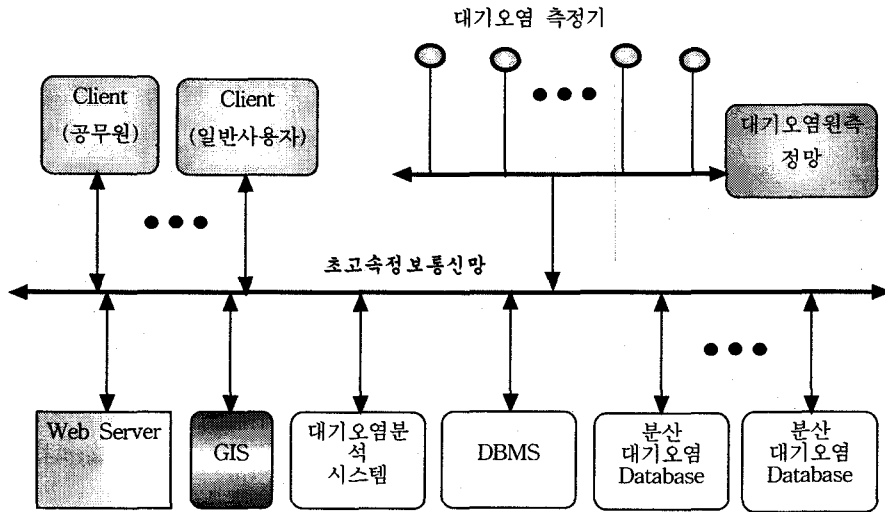 대기오염 측정기
Client
(공무원)
Client
(일반사용자)
대기오염원측
정망
초고속정보통신망
Web Server
GIS
대기오염분
석
시스템
DBMS
분산
대기오염
Database
분산
대기오염
Database